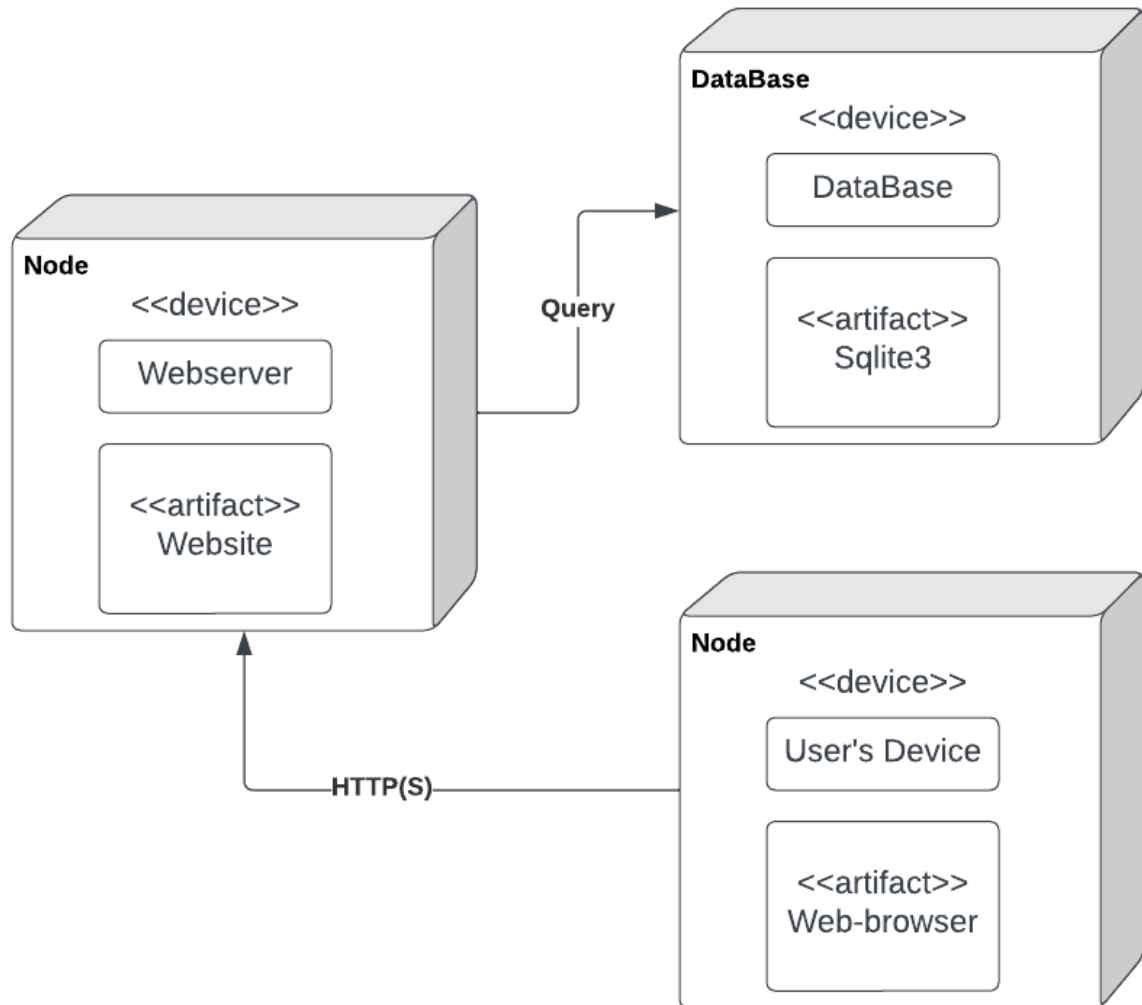 DataBase
<<device>>
DataBase
<<artifact>>
Sqlite3
Node
<<device>>
Webserver
<<artifact>>
Website
Query
Node
<<device>>
User's Device
<<artifact>>
Web-browser
HTTP(S)